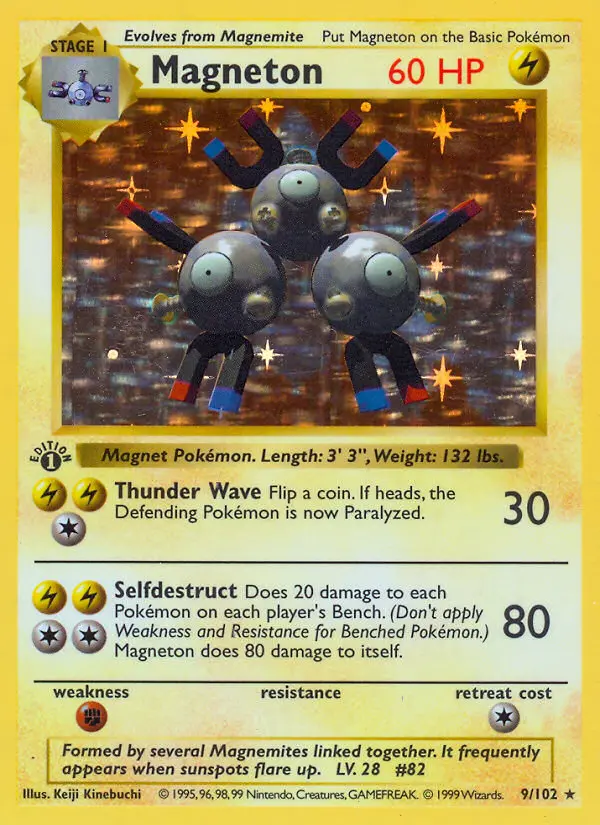 STAGE 1
Evolves from Magnemite Put Magneton on the Basic Pokémon
Magneton 60 HP
EDITION
1
Magnet Pokémon. Length: 3' 3", Weight: 132 lbs.
Thunder Wave Flip a coin. If heads, the
Defending Pokémon is now Paralyzed.
30
Selfdestruct Does 20 damage to each
Pokémon on each player's Bench. (Don't apply
Weakness and Resistance for Benched Pokémon.)
Magneton does 80 damage to itself.
80
weakness resistance retreat cost
Formed by several Magnemites linked together. It frequently
appears when sunspots flare up. LV. 28 #82
Illus. Keiji Kinebuchi © 1995, 96, 98, 99 Nintendo, Creatures, GAMEFREAK. © 1999 Wizards. 9/102 ★